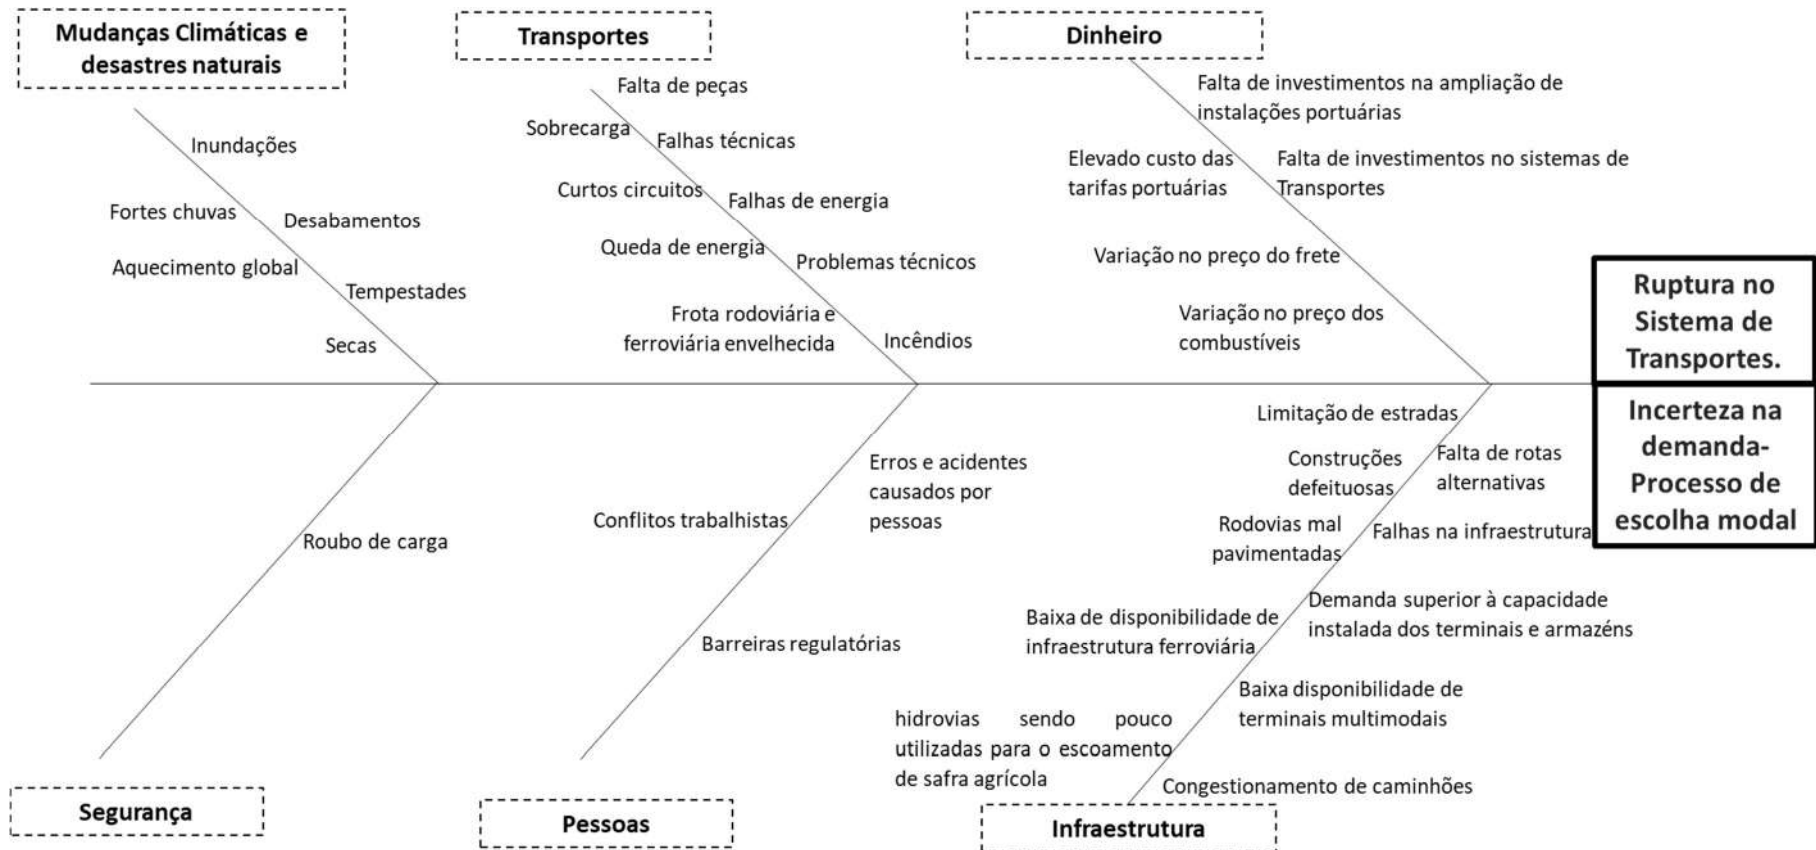 Mudanças Climáticas e
desastres naturais
Inundações
Fortes chuvas
Desabamentos
Aquecimento global
Tempestades
Secas
Transportes
Falta de peças
Sobrecarga
Falhas técnicas
Curtos circuitos
Falhas de energia
Queda de energia
Problemas técnicos
Frota rodoviária e
ferroviária envelhecida
Incêndios
Dinheiro
Falta de investimentos na ampliação de
instalações portuárias
Elevado custo das
tarifas portuárias
Falta de investimentos no sistemas de
Transportes
Variação no preço do frete
Variação no preço dos
combustíveis
Ruptura no
Sistema de
Transportes.
Incerteza na
demanda-
Processo de
escolha modal
Roubo de carga
Segurança
Erros e acidentes
causados por
pessoas
Conflitos trabalhistas
Barreiras regulatórias
Pessoas
Limitação de estradas
Construções
defeituosas
Falta de rotas
alternativas
Rodovias mal
pavimentadas
Falhas na infraestrutura
Baixa de disponibilidade de
infraestrutura ferroviária
Demanda superior à capacidade
instalada dos terminais e armazéns
Baixa disponibilidade de
terminais multimodais
hidrovias sendo pouco
utilizadas para o escoamento
de safra agrícola
Congestionamento de caminhões
Infraestrutura